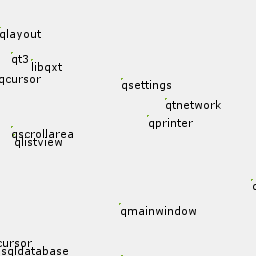 qlayout
qt3
libqxt
qcursor
qsettings
qtnetwork
qprinter
qscrollarea
qlistview
qmainwindow
cursor
sqldatabase